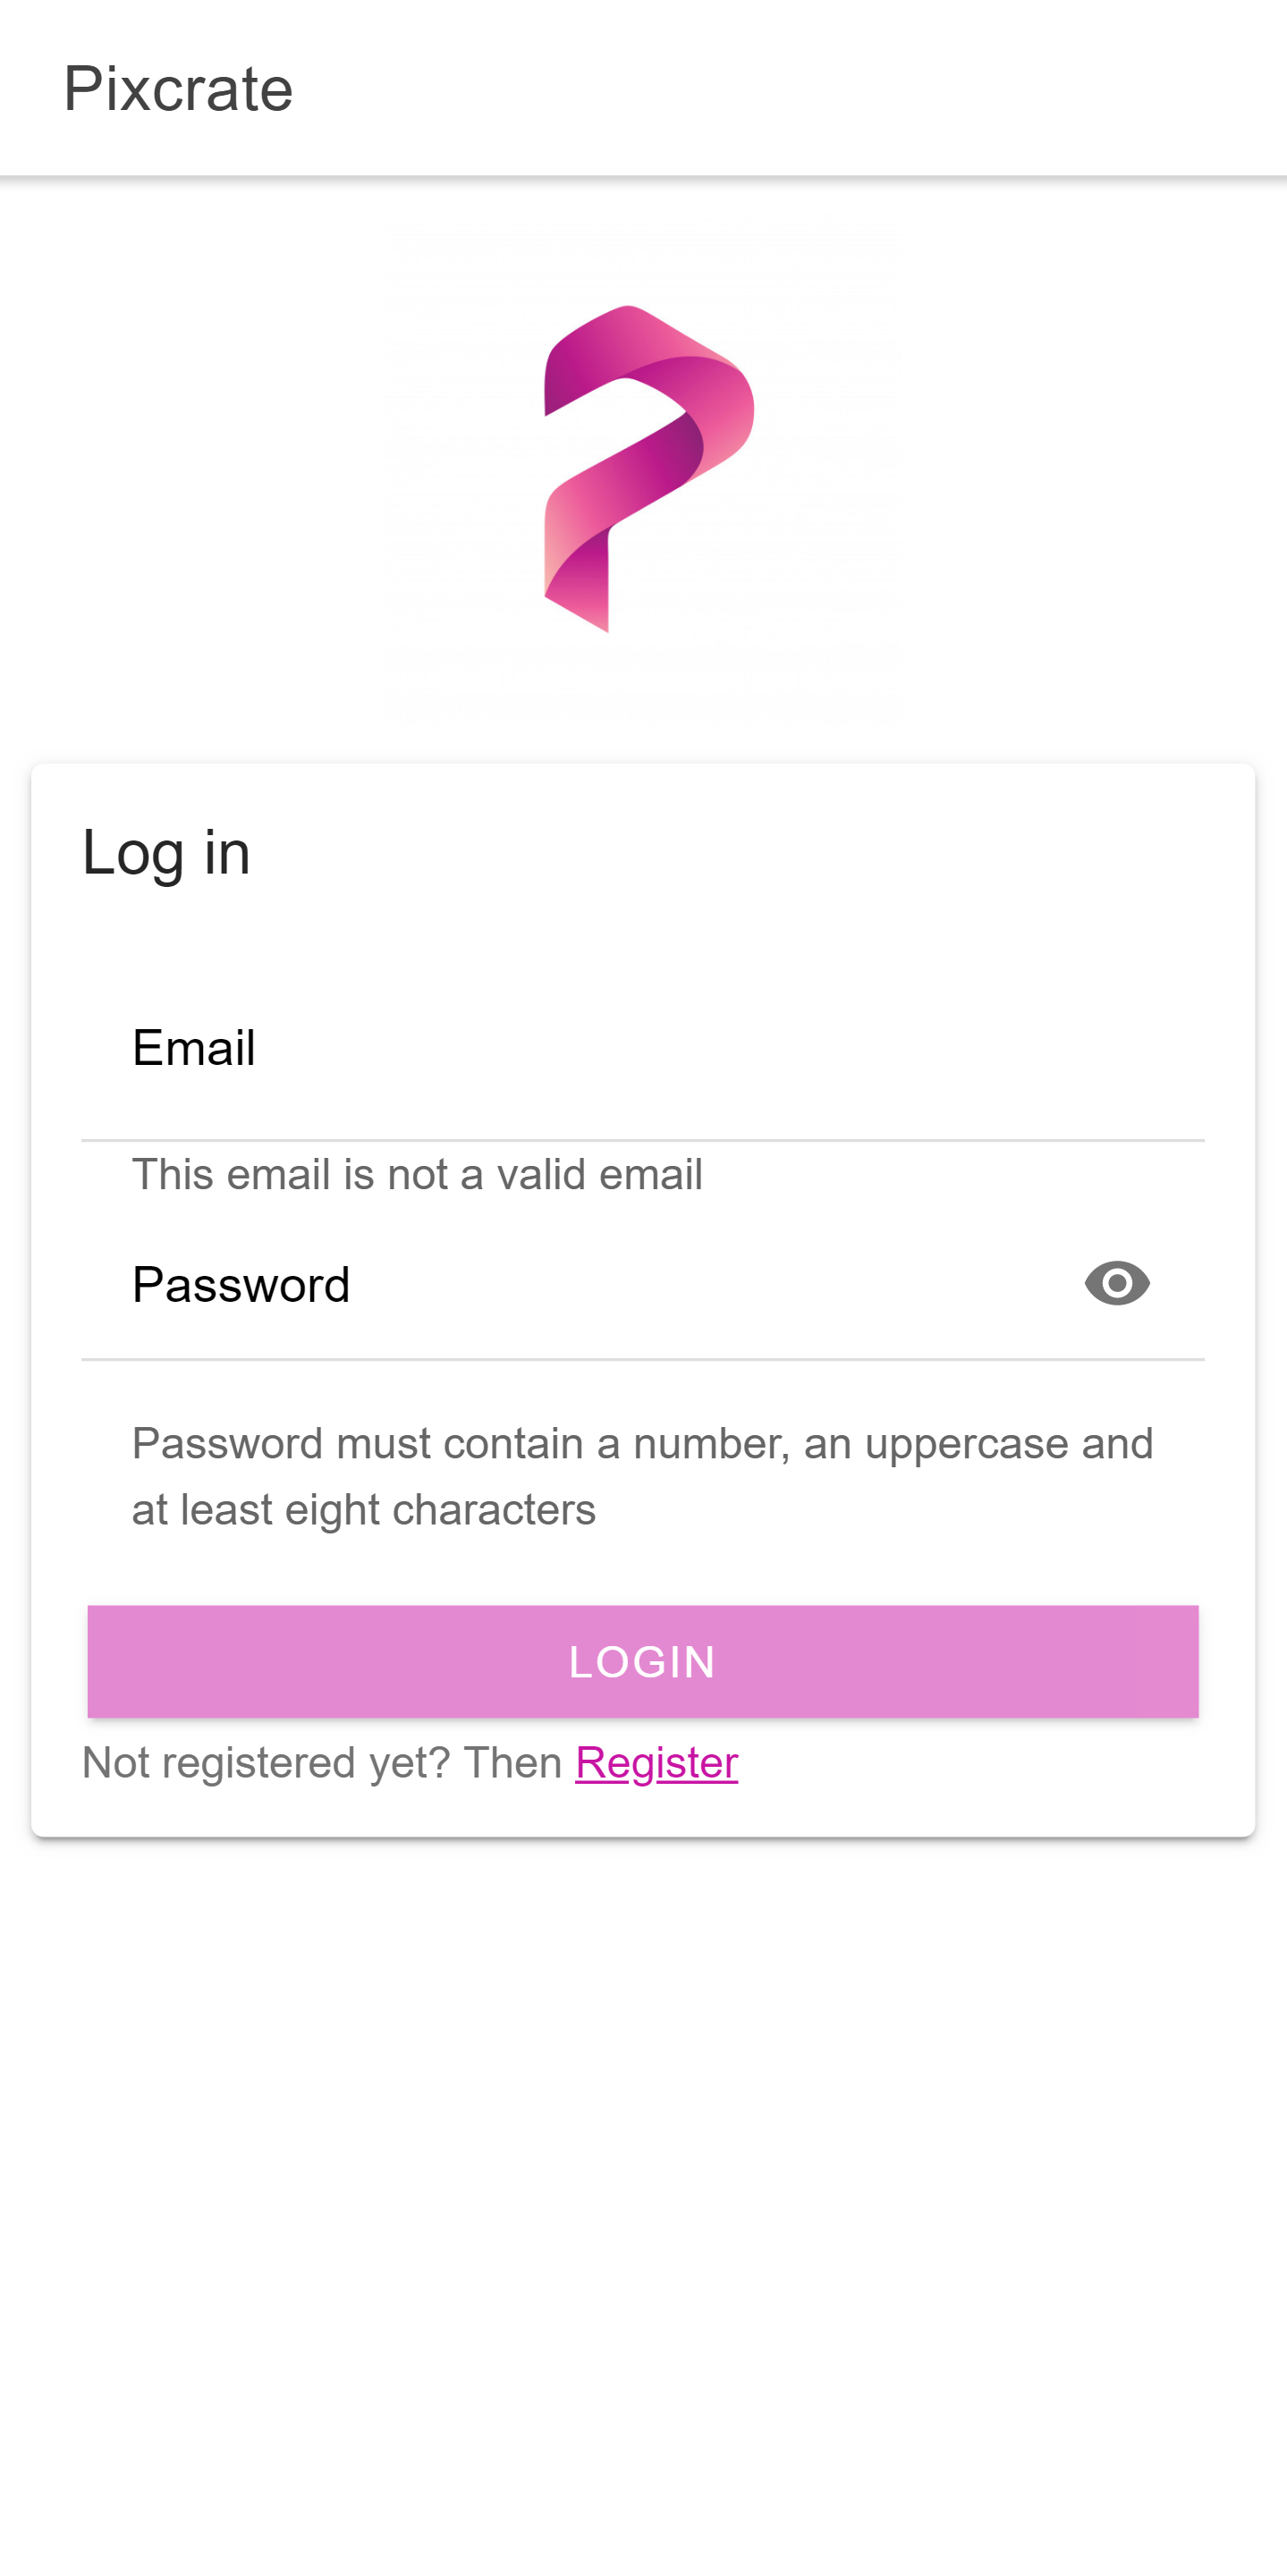 Pixcrate
Log in
Email
This email is not a valid email
Password
Password must contain a number, an uppercase and
at least eight characters
LOGIN
Not registered yet? Then Register